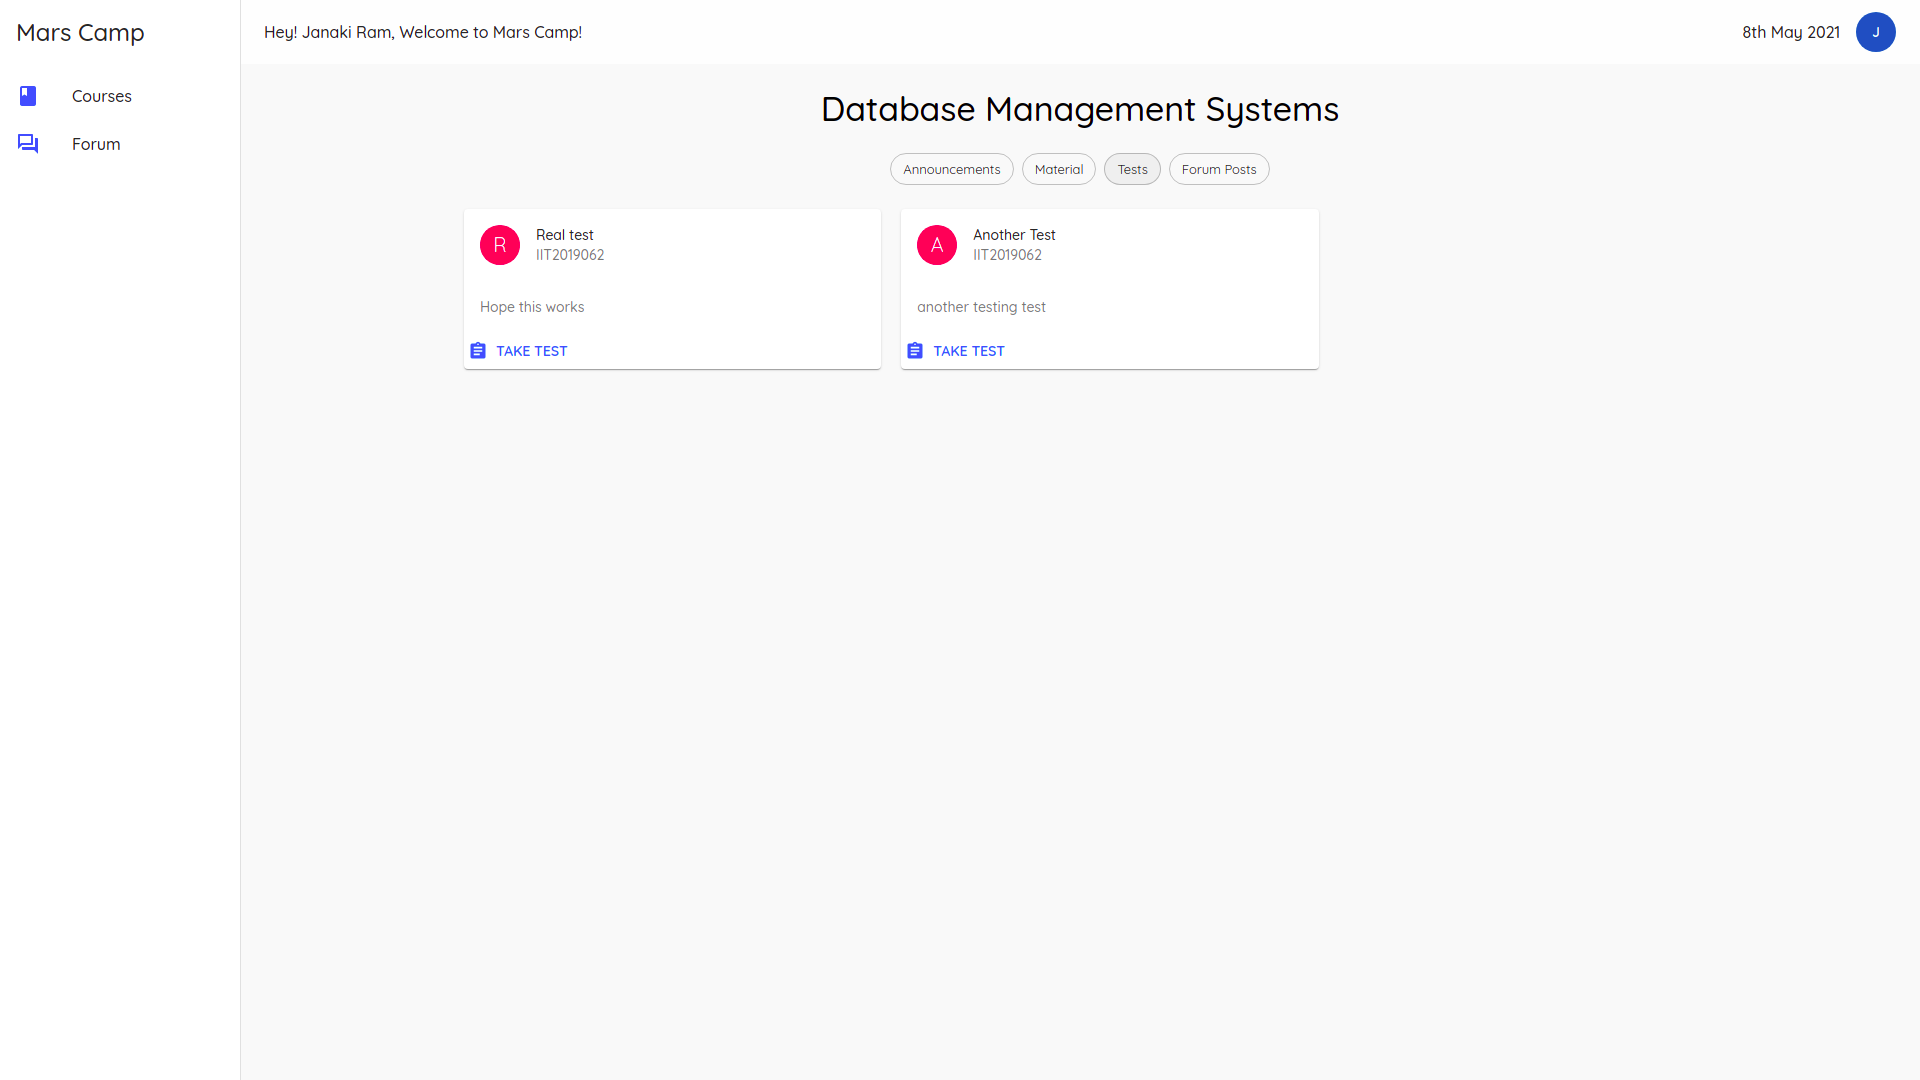 Mars Camp
Courses
Forum
Hey! Janaki Ram, Welcome to Mars Camp!
8th May 2021
J
Database Management Systems
Announcements
Material
Tests
Forum Posts
R
Real test
IIT2019062
Hope this works
TAKE TEST
A
Another Test
IIT2019062
another testing test
TAKE TEST